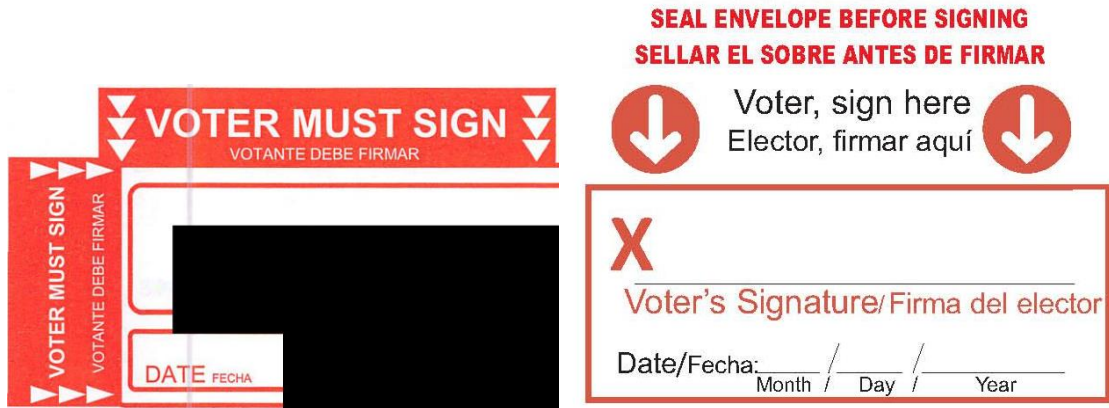 VOTER MUST SIGN
VOTANTE DEBE FIRMAR
VOTER MUST SIGN
VOTANTE DEBE FIRMAR
DATE FECHA
SEAL ENVELOPE BEFORE SIGNING
SELLAR EL SOBRE ANTES DE FIRMAR
Voter, sign here
Elector, firmar aquí
X
Voter's Signature/Firma del elector
Date/Fecha: / /
Month / Day / Year